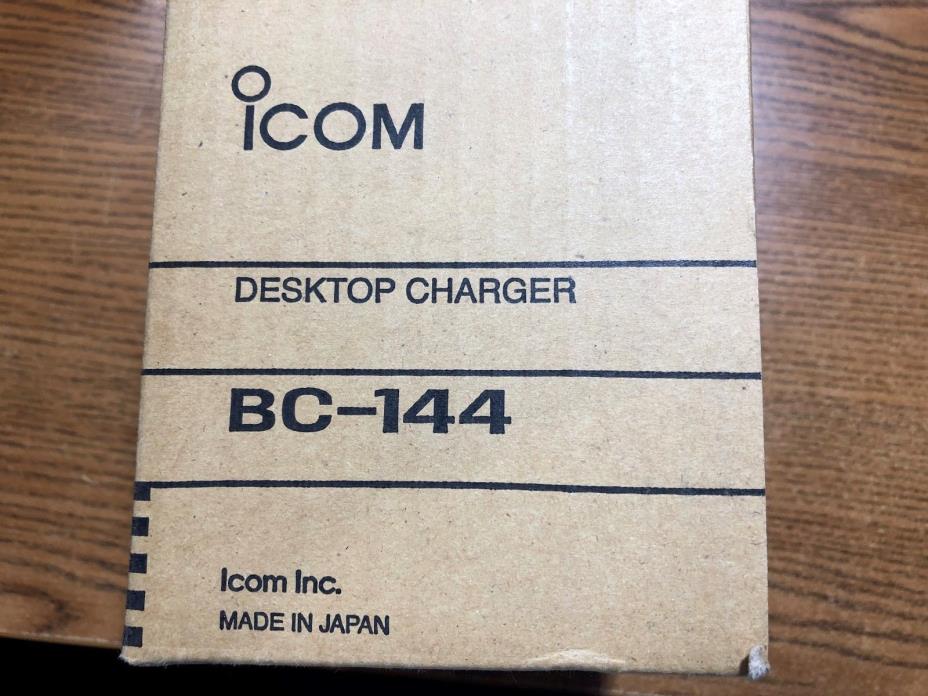 ICOM
DESKTOP CHARGER
BC-144
Icom Inc.
MADE IN JAPAN